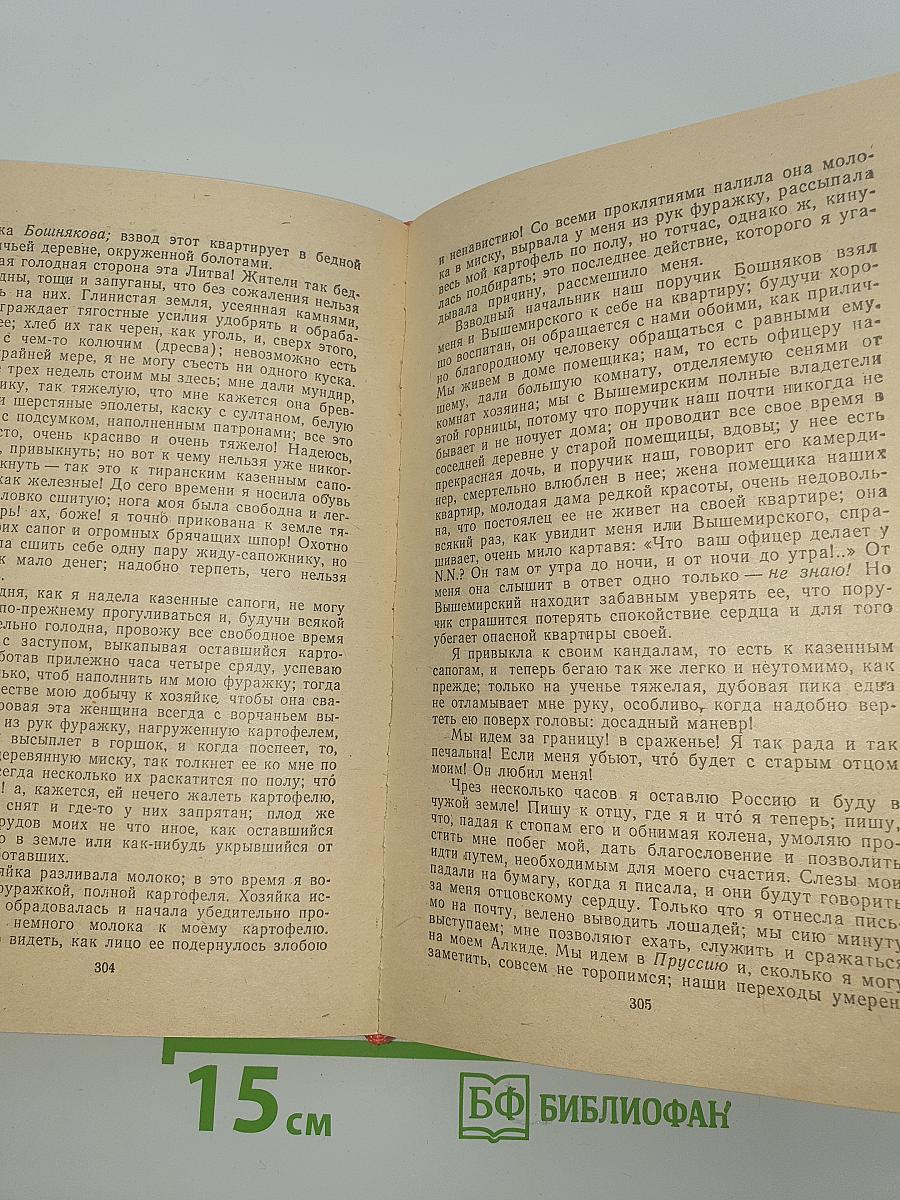 ка Бошнякова; взвод этот квартирует в бедной
чьей деревне, окруженной болотами.
ая голодная сторона эта Литва! Жители так бед-
дны, тощи и запуганы, что без сожаления нельзя
ь на них. Глинистая земля, усеянная камнями,
граждает тягостные усилия удобрять и обраба-
ее; хлеб их так черен, как уголь, и, сверх этого,
с чем-то колючим (дресва); невозможно есть
райней мере, я не могу съесть ни одного куска.
е трех недель стоим мы здесь; мне дали мундир,
ику, так тяжелую, что мне кажется она брев-
и шерстяные эполеты, каску с султаном, белую
с подсумком, наполненным патронами; все это
сто, очень красиво и очень тяжело! Надеюсь,
, привыкнуть; но вот к чему нельзя уже никог-
кнуть — так это к тиранским казенным сапо-
как железные! До сего времени я носила обувь
ловко сшитую; нога моя была свободна и лег-
рь! ах, боже! я точно прикована к земле тя-
оих сапог и огромных брячащих шпор! Охотно
ла сшить себе одну пару жиду-сапожнику, но
к мало денег; надобно терпеть, чего нельзя
дня, как я надела казенные сапоги, не могу
по-прежнему прогуливаться и, будучи всякой
ельно голодна, провожу все свободное время
с заступом, выкапывая оставшийся карто-
ботав прилежно часа четыре сряду, успеваю
лько, чтоб наполнить им мою фуражку; тогда
естве мою добычу к хозяйке, чтобы она сва-
ровая эта женщина всегда с ворчаньем вы-
из рук фуражку, нагруженную картофелем,
высыплет в горшок, и когда поспеет, то,
деревянную миску, так толкнет ее ко мне по
сегда несколько их раскатится по полу; что́
! а, кажется, ей нечего жалеть картофелю,
снят и где-то у них запрятан; плод же
рудов моих не что иное, как оставшийся
о в земле или как-нибудь укрывшийся от
ботавших.
яйка разливала молоко; в это время я во-
фуражкой, полной картофеля. Хозяйка ис-
обрадовалась и начала убедительно про-
немного молока к моему картофелю.
о видеть, как лицо ее подернулось злобою
304
и ненавистию! Со всеми проклятиями налила она моло-
ка в миску, вырвала у меня из рук фуражку, рассыпала
весь мой картофель по полу, но тотчас, однако ж, кину-
лась подбирать; это последнее действие, которого я уга-
дывала причину, рассмешило меня.
Взводный начальник наш поручик Бошняков взял
меня и Вышемирского к себе на квартиру; будучи хоро-
шо воспитан, он обращается с нами обоими, как прилич-
но благородному человеку обращаться с равными ему.
Мы живем в доме помещика; нам, то есть офицеру на-
шему, дали большую комнату, отделяемую сенями от
комнат хозяина; мы с Вышемирским полные владетели
этой горницы, потому что поручик наш почти никогда не
бывает и не ночует дома; он проводит все свое время в
соседней деревне у старой помещицы, вдовы; у нее есть
прекрасная дочь, и поручик наш, говорит его камерди-
нер, смертельно влюблен в нее; жена помещика наших
квартир, молодая дама редкой красоты, очень недоволь-
на, что постоялец ее не живет на своей квартире; она
всякий раз, как увидит меня или Вышемирского, спра-
шивает, очень мило картавя: «Что ваш офицер делает у
N.N.? Он там от утра до ночи, и от ночи до утра!..» От
меня она слышит в ответ одно только — не знаю! Но
Вышемирский находит забавным уверять ее, что пору-
чик страшится потерять спокойствие сердца и для того
убегает опасной квартиры своей.
Я привыкла к своим кандалам, то есть к казенным
сапогам, и теперь бегаю так же легко и неутомимо, как
прежде; только на ученье тяжелая, дубовая пика едва
не отламывает мне руку, особливо, когда надобно вер-
теть ею поверх головы: досадный маневр!
Мы идем за границу! в сраженье! Я так рада и так
печальна! Если меня убьют, что́ будет с старым отцом
моим! Он любил меня!
Чрез несколько часов я оставлю Россию и буду в
чужой земле! Пишу к отцу, где я и что́ я теперь; пишу,
что, падая к стопам его и обнимая колена, умоляю про-
стить мне побег мой, дать благословение и позволить
идти путем, необходимым для моего счастия. Слезы мои
падали на бумагу, когда я писала, и они будут говорить
за меня отцовскому сердцу. Только что я отнесла пись-
мо на почту, велено выводить лошадей; мы сию минуту
выступаем; мне позволяют ехать, служить и сражаться
на моем Алкиде. Мы идем в Пруссию и, сколько я могу
заметить, совсем не торопимся; наши переходы умерен
305
15 см
БФ БИБЛИОФАН